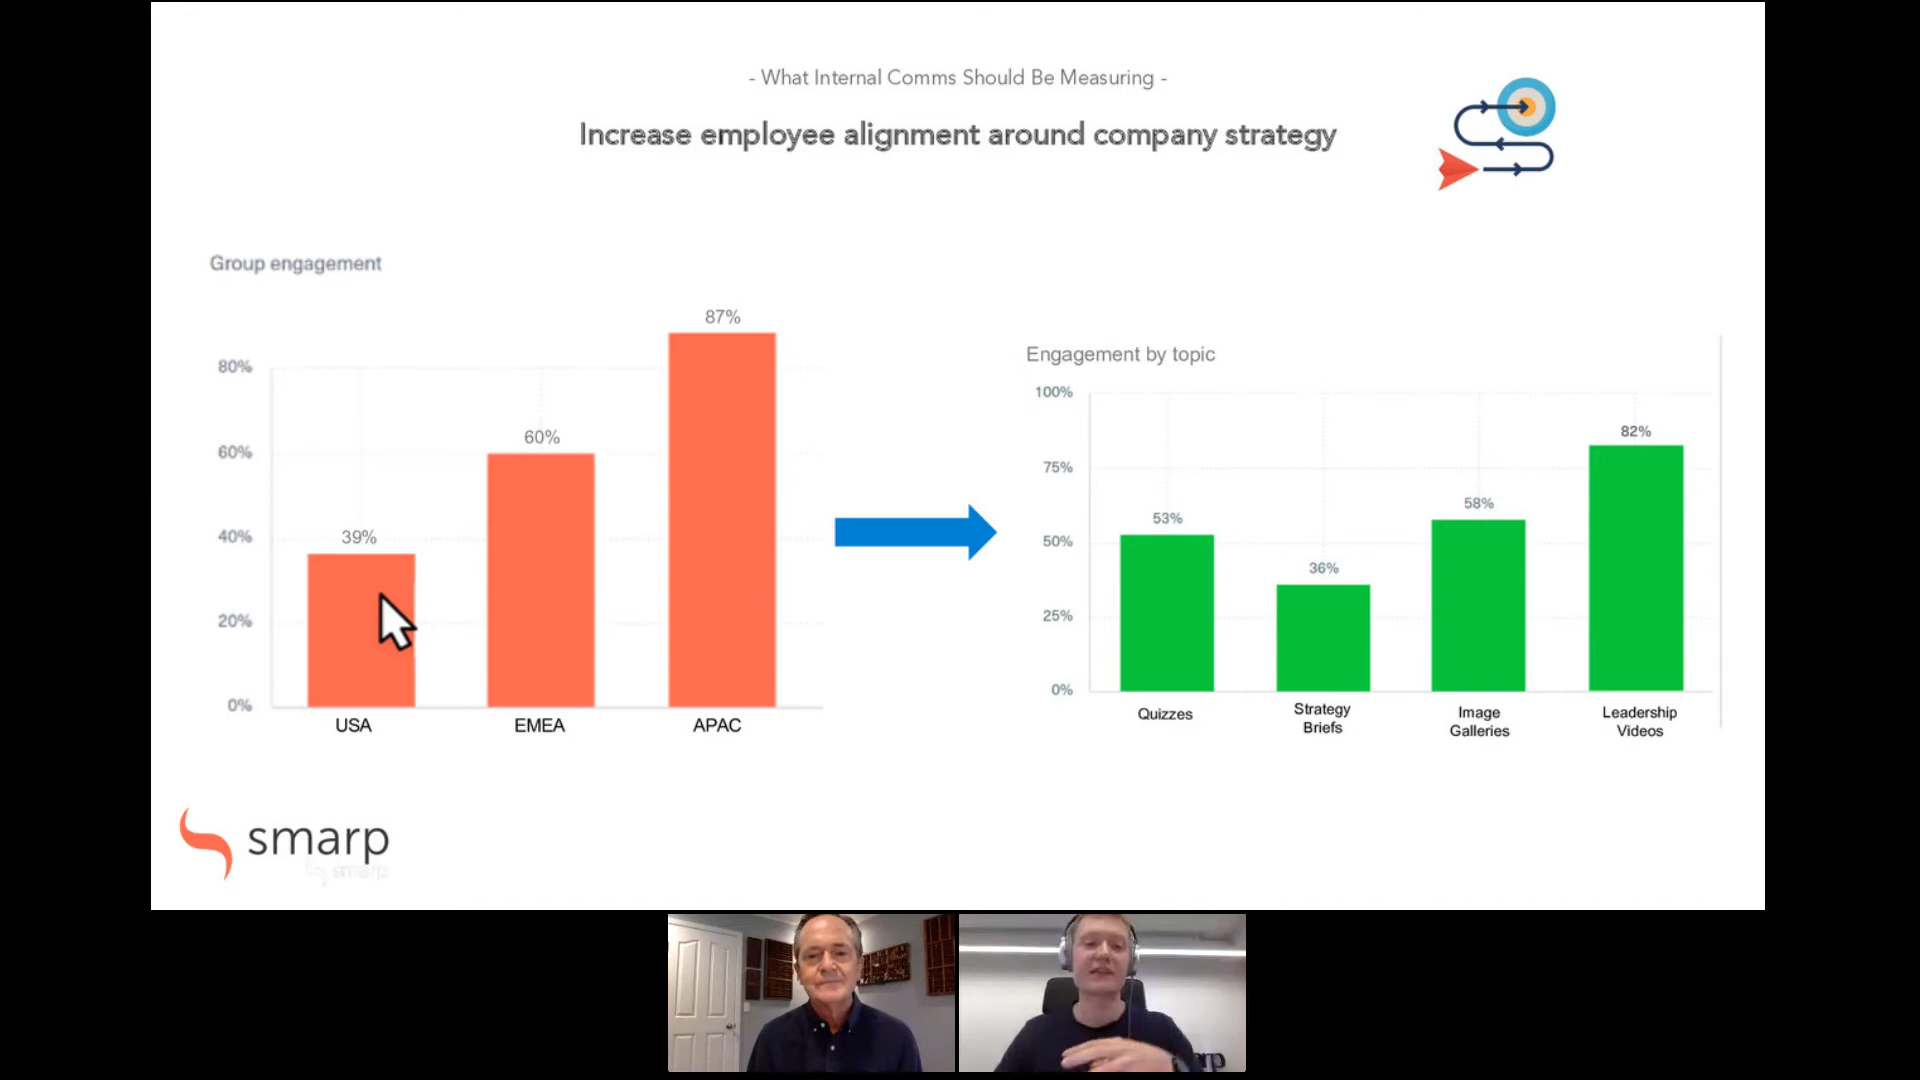 - What Internal Comms Should Be Measuring -
Increase employee alignment around company strategy
Group engagement
87%
80%
60%
60%
40%
39%
20%
0%
USA
EMEA
APAC
Engagement by topic
100%
82%
75%
58%
53%
50%
36%
25%
0%
Quizzes
Strategy
Briefs
Image
Galleries
Leadership
Videos
smarp
smarp